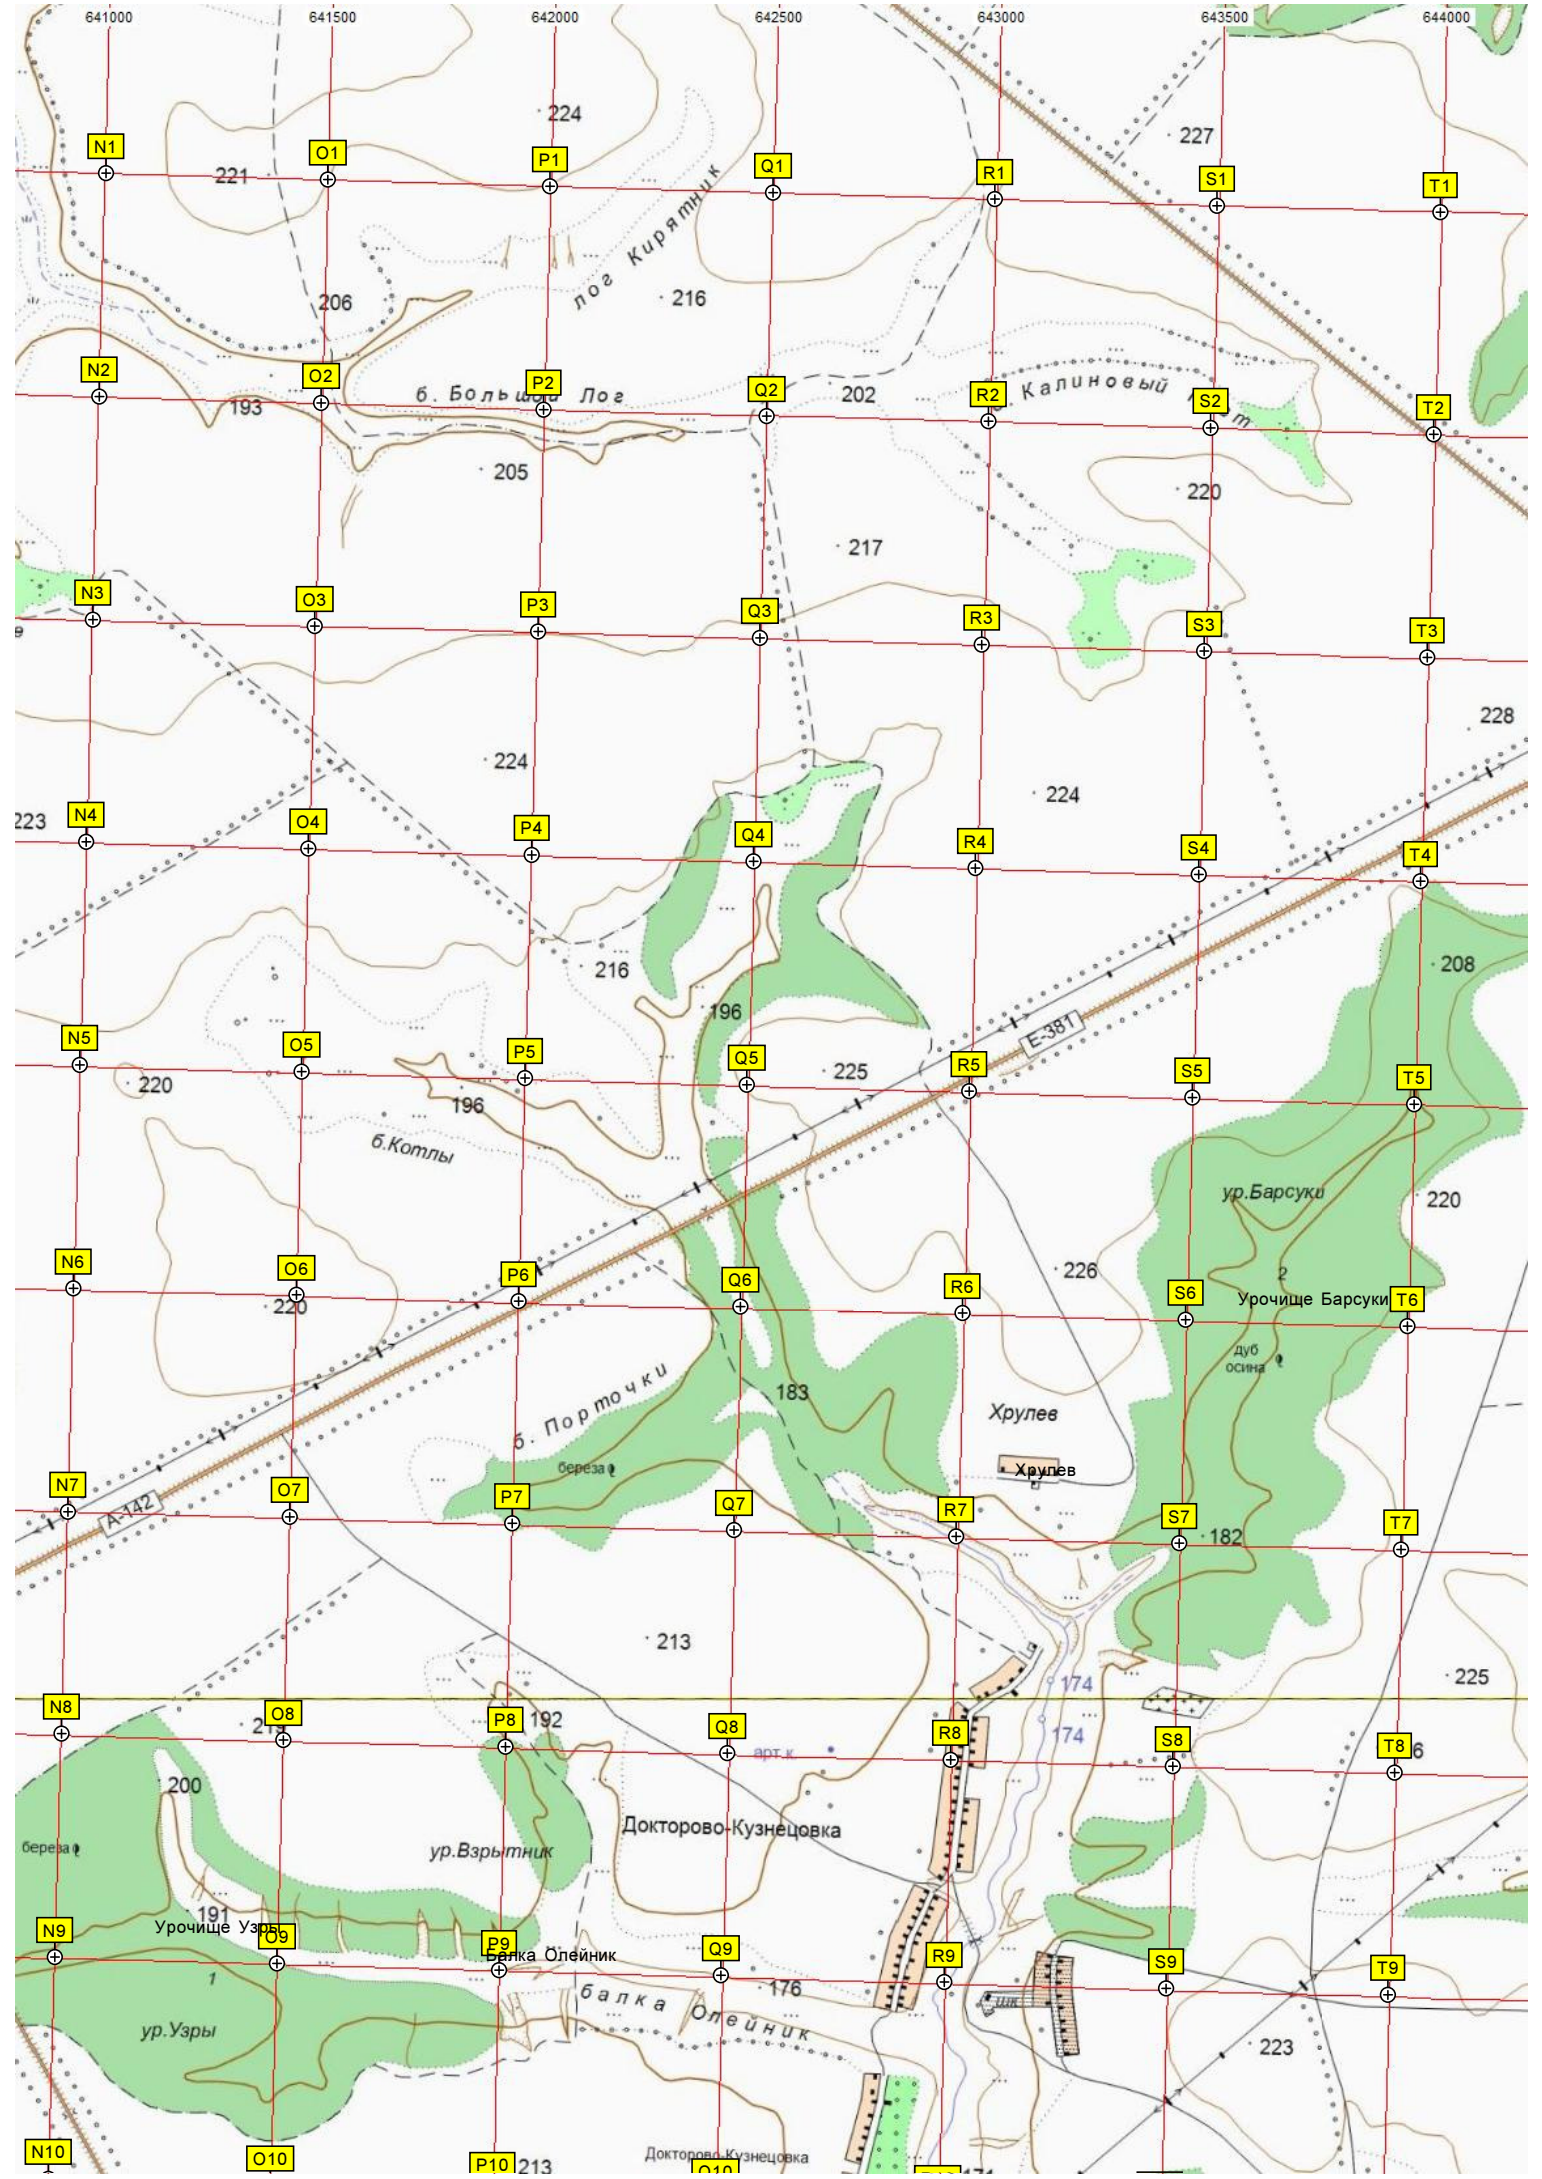 641000 641500 642000 642500 643000 643500 644000
224
227
N1 O1 P1 Q1 R1 S1 T1
221
лог Кирятник
206
216
N2 O2 P2 Q2 R2 S2 T2
193
б. Большой Лог
202
Калиновый
205
220
217
N3 O3 P3 Q3 R3 S3 T3
228
224
224
223
N4 O4 P4 Q4 R4 S4 T4
208
216
196
E-381
N5 O5 P5 Q5 R5 S5 T5
220
225
196
б.Котлы
ур.Барсуки
220
226
2
N6 O6 P6 Q6 R6 S6 T6
220
Урочище Барсуки
дуб
осина
183
б. Порточки
Хрулев
береза
Хрулев
N7 O7 P7 Q7 R7 S7 T7
A-142
182
213
225
174
N8 O8 P8 Q8 R8 S8 T8
192
174
арт.к.
6
200
Докторово-Кузнецовка
береза
ур.Взрытник
191
Урочище Узры
N9 O9 P9 Q9 R9 S9 T9
Балка Олейник
1
176
балка Олейник
шк.
ур.Узры
223
N10 O10 P10 Q10
213
Докторово-Кузнецовка
171